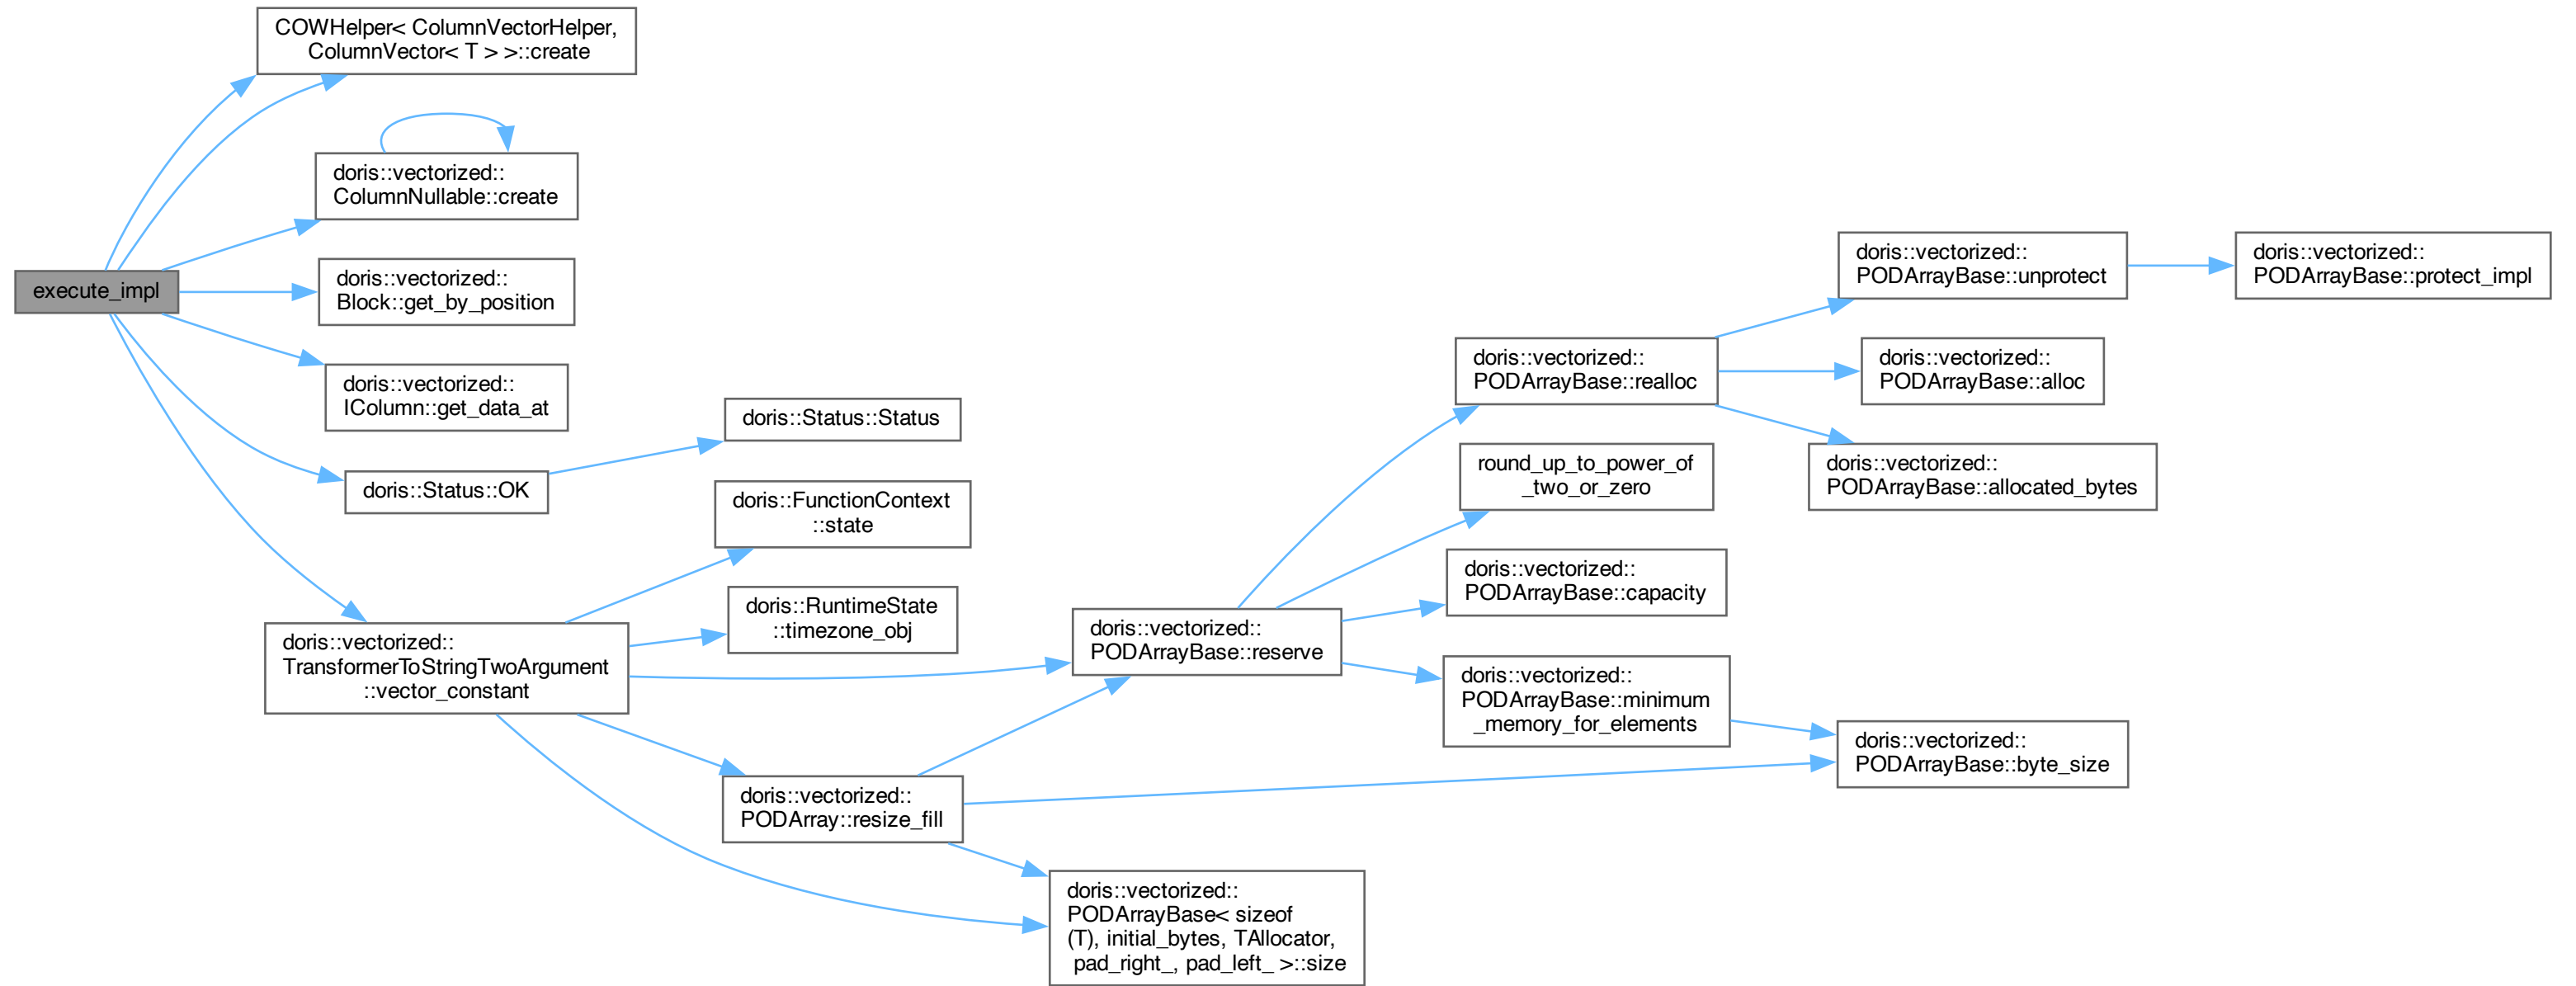 COWHelper< ColumnVectorHelper,
ColumnVector< T > >::create
doris::vectorized::
ColumnNullable::create
execute_impl
doris::vectorized::
Block::get_by_position
doris::vectorized::
IColumn::get_data_at
doris::Status::OK
doris::Status::Status
doris::vectorized::
TransformerToStringTwoArgument
::vector_constant
doris::FunctionContext
::state
doris::RuntimeState
::timezone_obj
doris::vectorized::
PODArray::resize_fill
doris::vectorized::
PODArrayBase::reserve
doris::vectorized::
PODArrayBase< sizeof
(T), initial_bytes, TAllocator,
pad_right_, pad_left_ >::size
doris::vectorized::
PODArrayBase::realloc
round_up_to_power_of
_two_or_zero
doris::vectorized::
PODArrayBase::capacity
doris::vectorized::
PODArrayBase::minimum
_memory_for_elements
doris::vectorized::
PODArrayBase::unprotect
doris::vectorized::
PODArrayBase::alloc
doris::vectorized::
PODArrayBase::allocated_bytes
doris::vectorized::
PODArrayBase::byte_size
doris::vectorized::
PODArrayBase::protect_impl